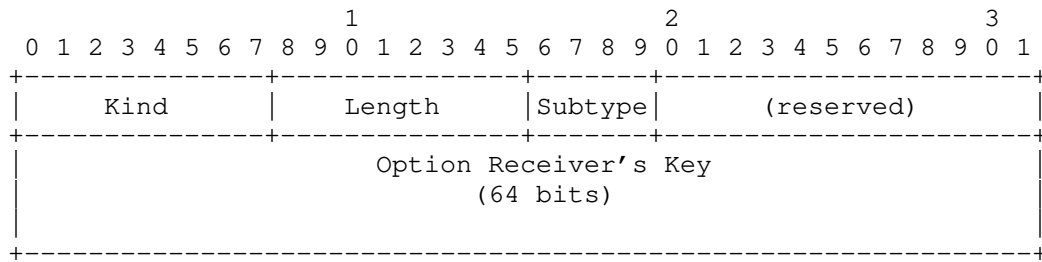 1                   2                   3
 0 1 2 3 4 5 6 7 8 9 0 1 2 3 4 5 6 7 8 9 0 1 2 3 4 5 6 7 8 9 0 1
+---------------+---------------+-------+-----------------------+
|     Kind      |    Length     |Subtype|      (reserved)       |
+---------------+---------------+-------+-----------------------+
|                      Option Receiver's Key                    |
|                            (64 bits)                          |
|                                                               |
+---------------------------------------------------------------+